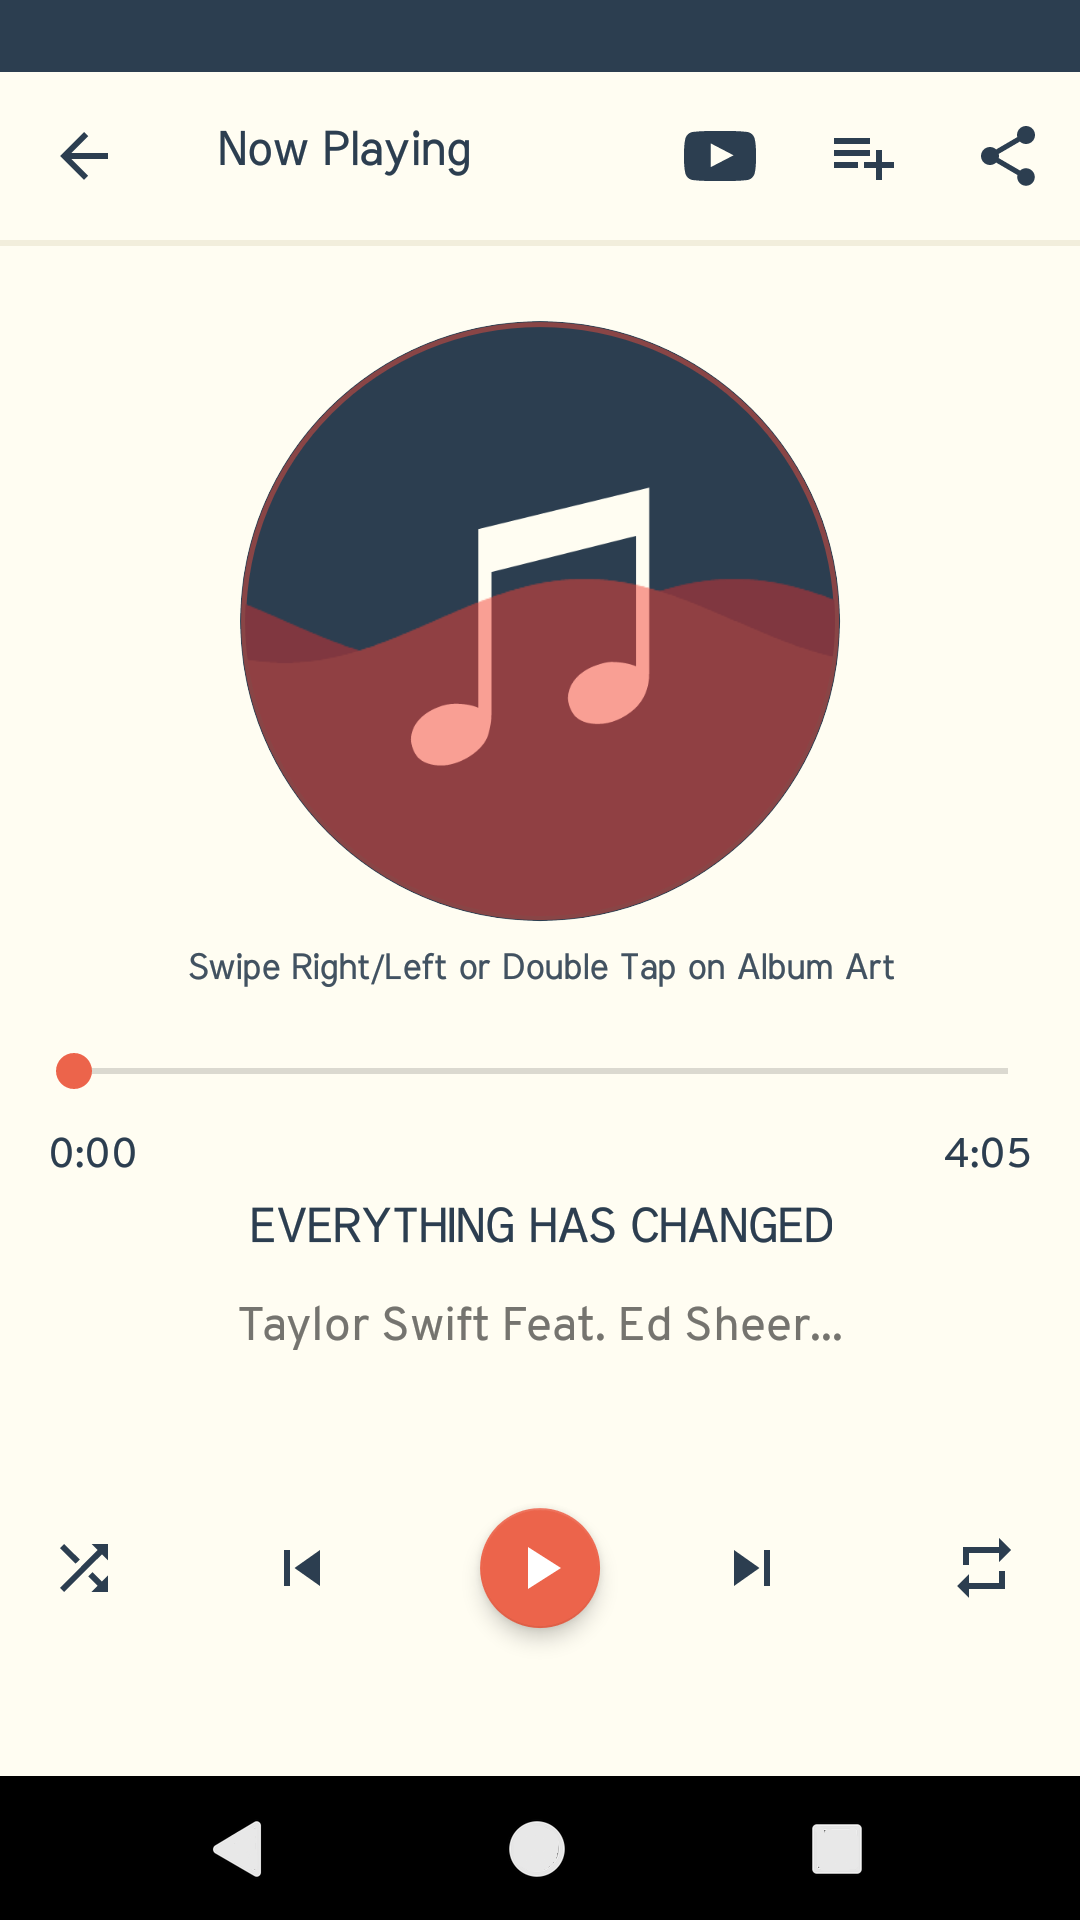 Now Playing
Swipe Right/Left or Double Tap on Album Art
0:00
4:05
EVERYTHING HAS CHANGED
Taylor Swift Feat. Ed Sheer...